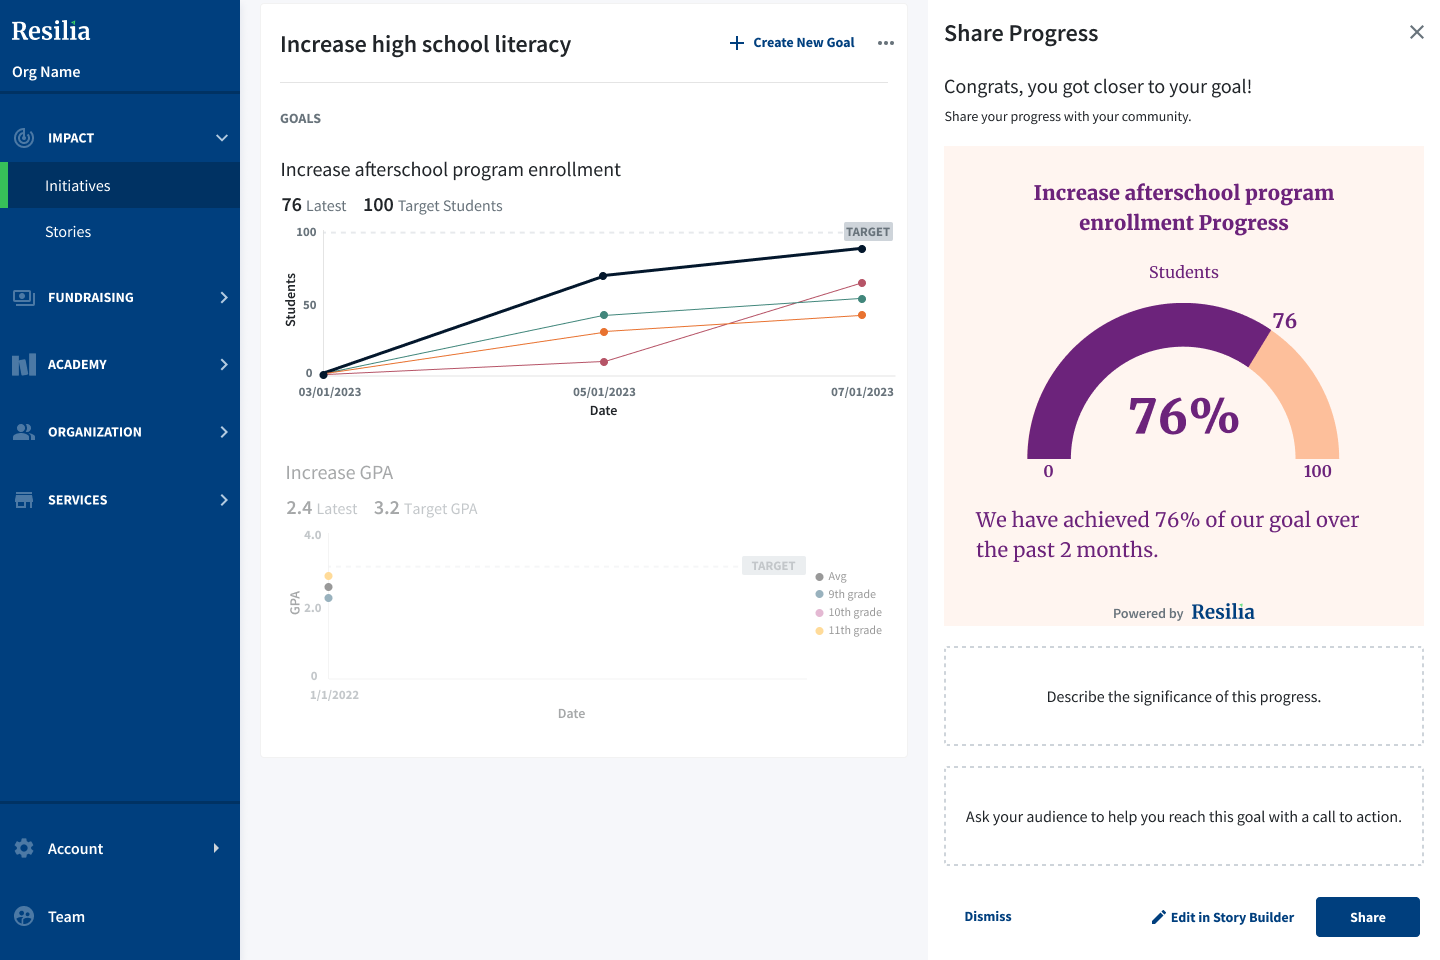 Resilia
Org Name
IMPACT
Initiatives
Stories
FUNDRAISING
ACADEMY
ORGANIZATION
SERVICES
Account
Team
Increase high school literacy
Create New Goal
GOALS
Increase afterschool program enrollment
76 Latest 100 Target Students
100
TARGET
Students
50
0
03/01/2023 05/01/2023 07/01/2023
Date
Increase GPA
2.4 Latest 3.2 Target GPA
4.0
TARGET
Avg
9th grade
10th grade
11th grade
GPA
2.0
0
1/1/2022
Date
Share Progress
Congrats, you got closer to your goal!
Share your progress with your community.
Increase afterschool program
enrollment Progress
Students
76
76%
0 100
We have achieved 76% of our goal over
the past 2 months.
Powered by Resilia
Describe the significance of this progress.
Ask your audience to help you reach this goal with a call to action.
Dismiss
Edit in Story Builder
Share